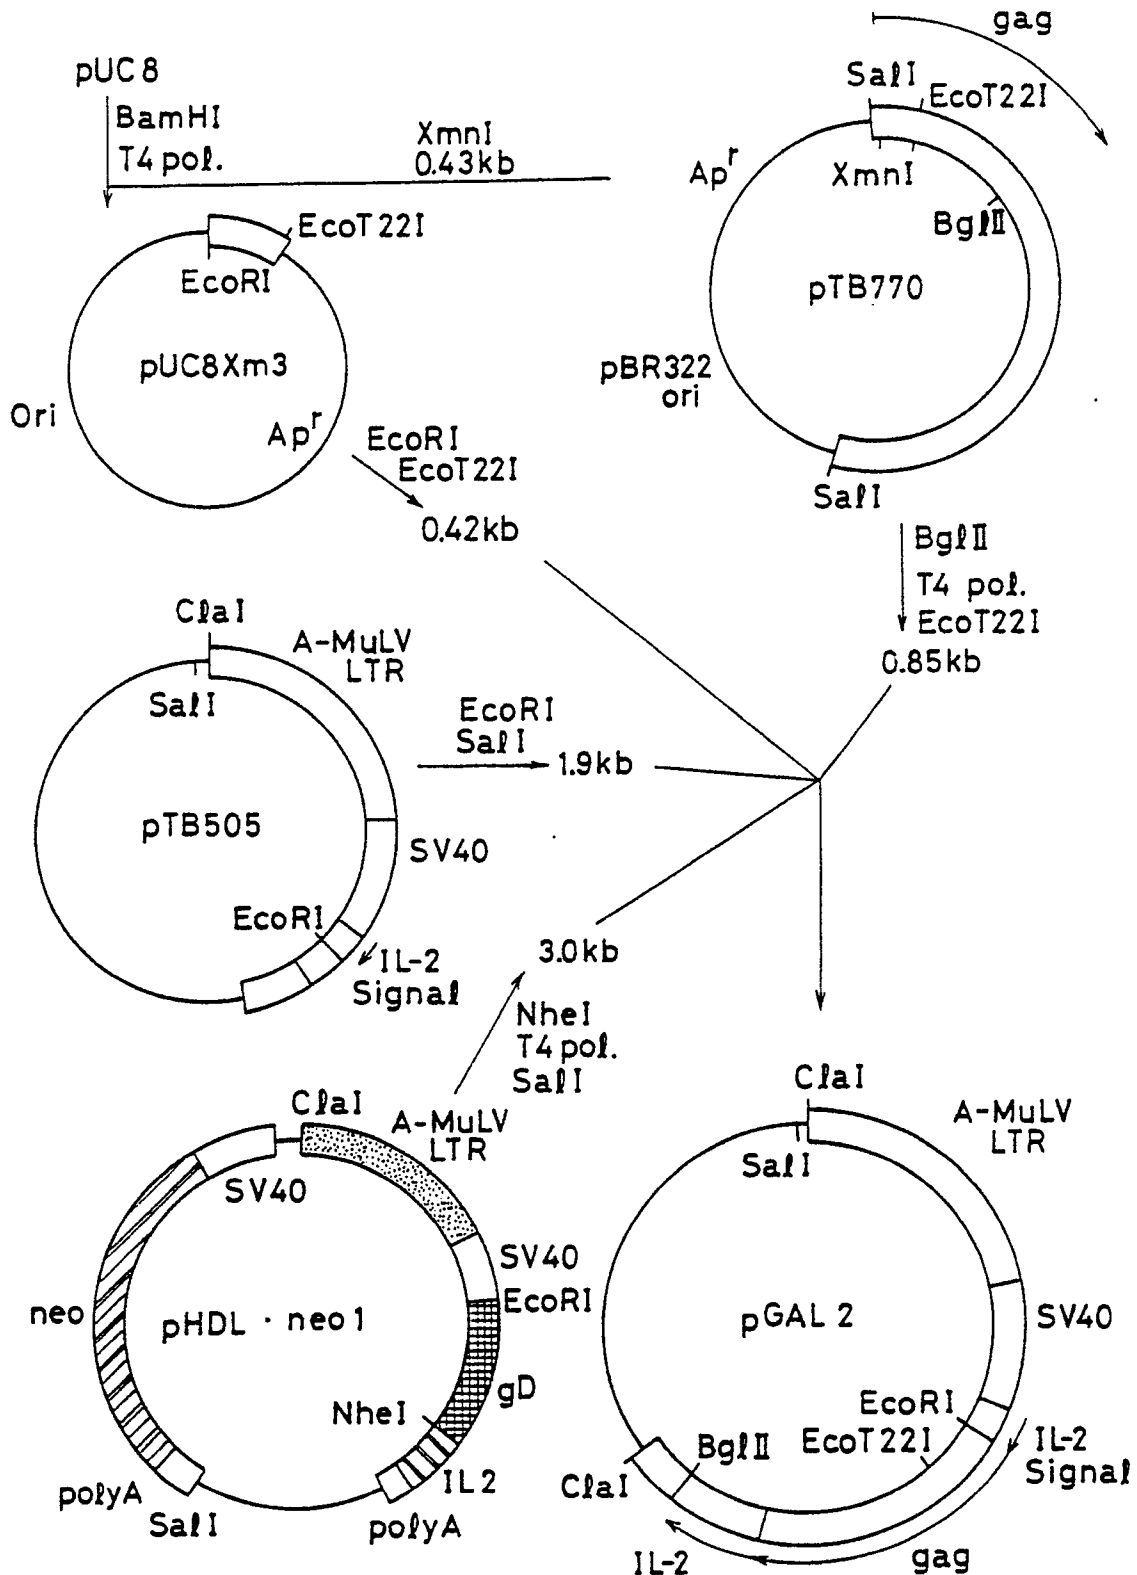 gag
pUC8
BamHI
T4 pol.
XmnI
0.43kb
SalI
EcoT22I
Apr
XmnI
BglII
pTB770
pBR322
ori
SalI
EcoT22I
EcoRI
pUC8Xm3
Ori
Apr
EcoRI
EcoT22I
0.42kb
BglII
T4 pol.
EcoT22I
0.85kb
ClaI
A-MuLV
LTR
SalI
EcoRI
SalI
1.9kb
pTB505
SV40
EcoRI
IL-2
Signal
3.0kb
NheI
T4 pol.
SalI
ClaI
A-MuLV
LTR
SV40
SV40
EcoRI
neo
pHDL · neo 1
gD
NheI
IL2
polyA
SalI
polyA
ClaI
A-MuLV
LTR
SalI
pGAL 2
SV40
EcoRI
EcoT22I
BglII
ClaI
IL-2
Signal
IL-2
gag